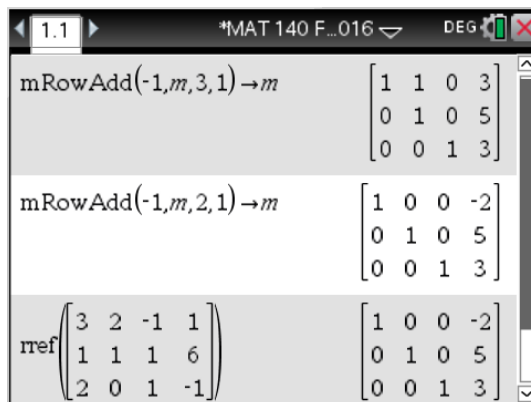 1.1 *MAT 140 F...016 DEG
mRowAdd(-1,m,3,1)→m
1 1 0 3
0 1 0 5
0 0 1 3
mRowAdd(-1,m,2,1)→m
1 0 0 -2
0 1 0 5
0 0 1 3
rref
3 2 -1 1
1 1 1 6
2 0 1 -1
1 0 0 -2
0 1 0 5
0 0 1 3